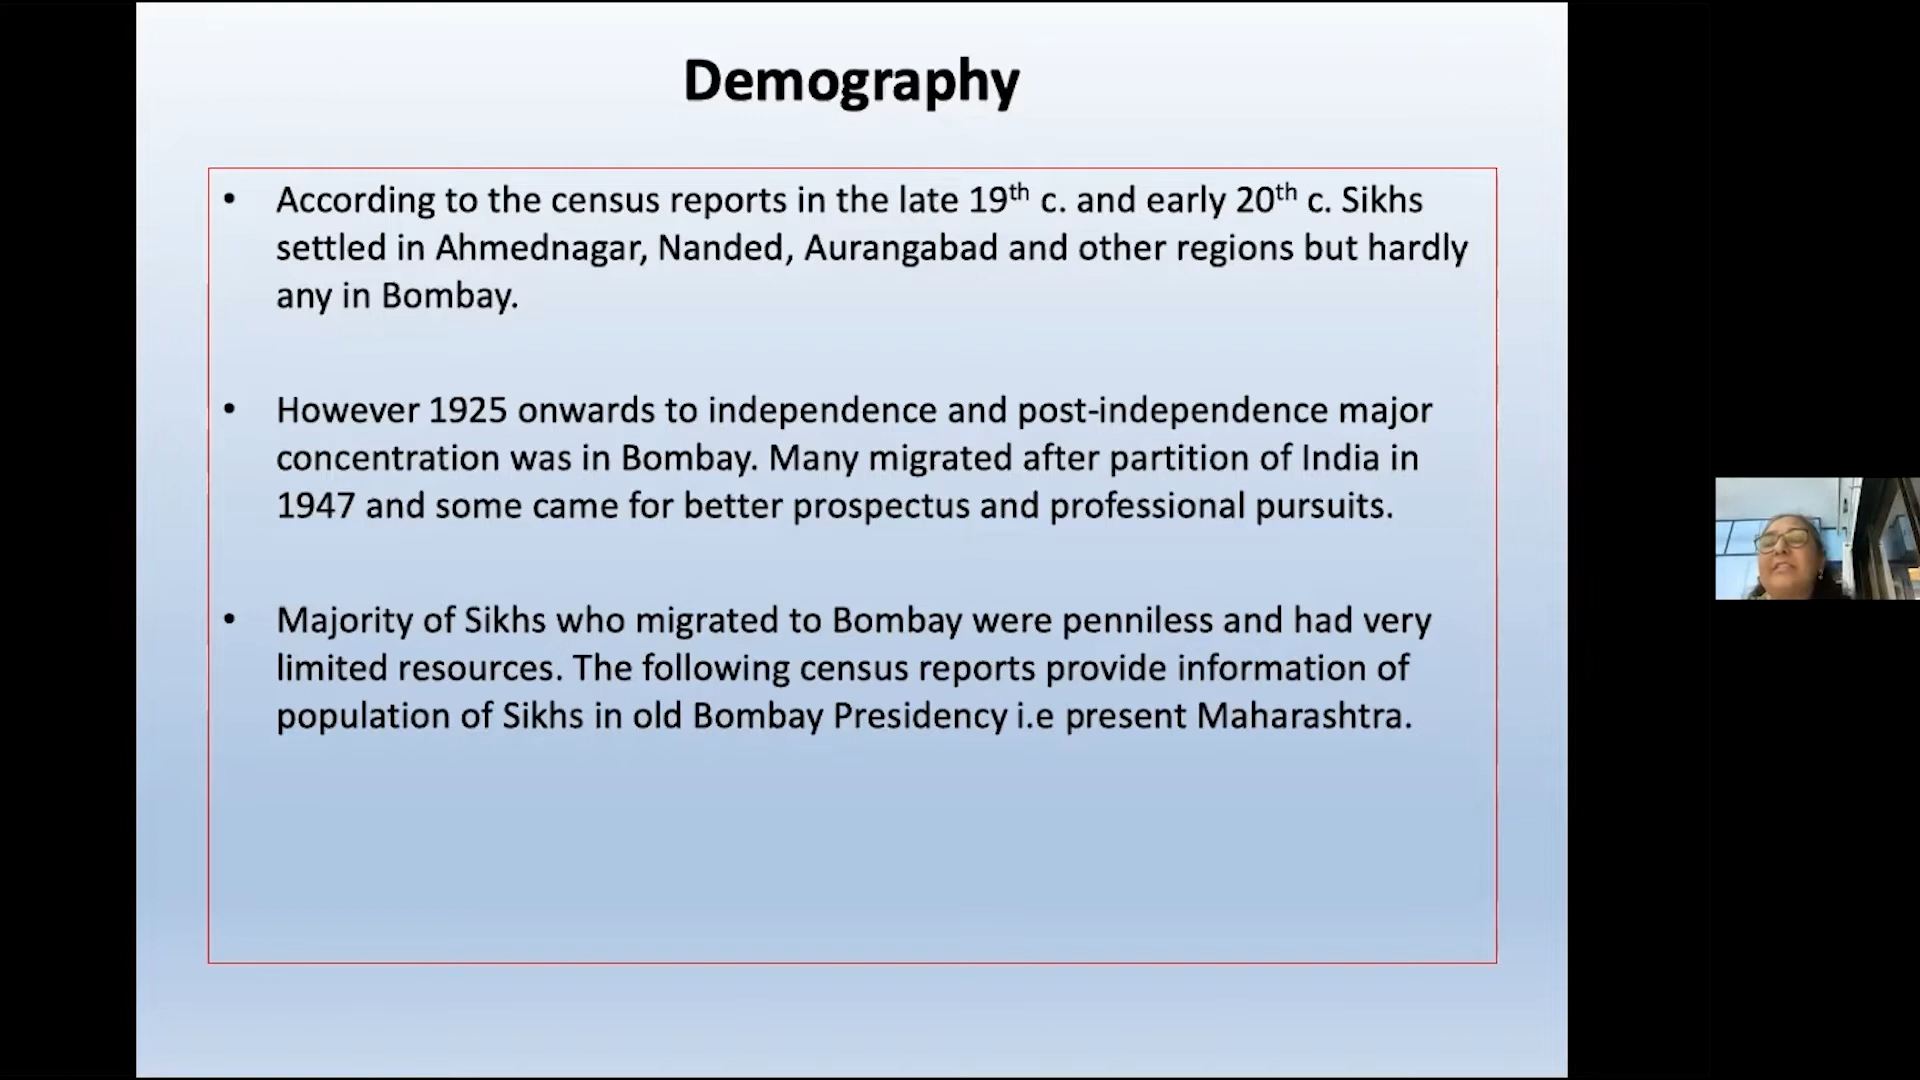 Demography
• According to the census reports in the late 19th c. and early 20th c. Sikhs
settled in Ahmednagar, Nanded, Aurangabad and other regions but hardly
any in Bombay.
• However 1925 onwards to independence and post-independence major
concentration was in Bombay. Many migrated after partition of India in
1947 and some came for better prospectus and professional pursuits.
• Majority of Sikhs who migrated to Bombay were penniless and had very
limited resources. The following census reports provide information of
population of Sikhs in old Bombay Presidency i.e present Maharashtra.